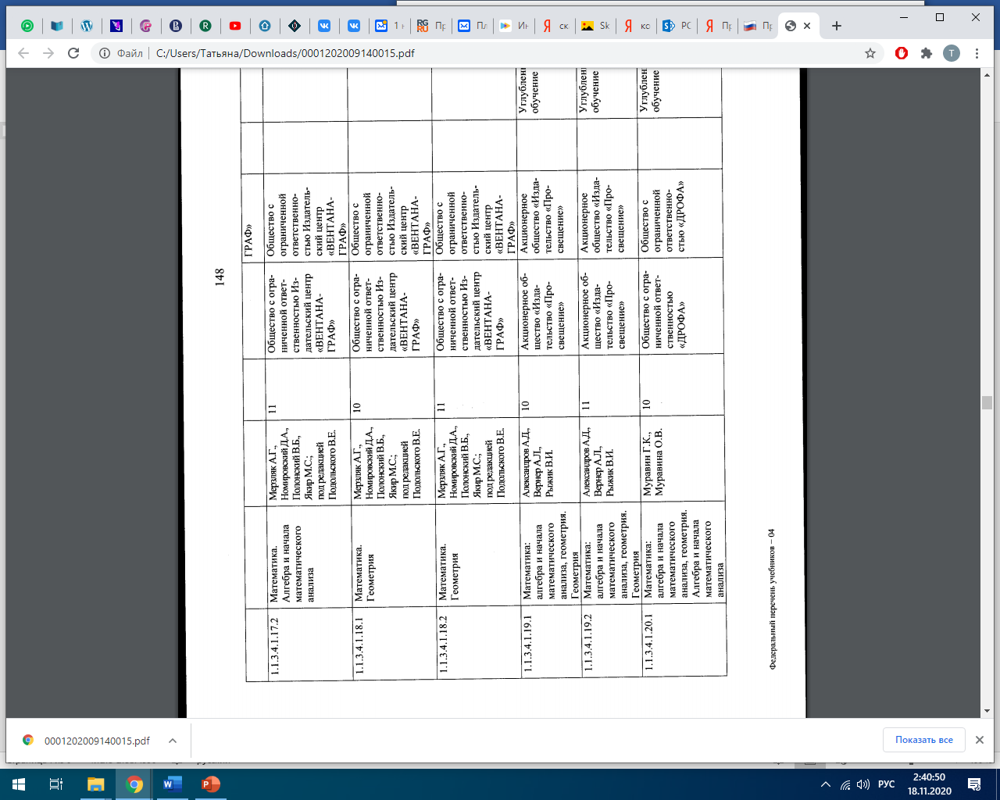 1 н
Пр
Пл
Ин
ск
Sk
ко
РС
Пр
Пр
Файл
C:/Users/Татьяна/Downloads/0001202009140015.pdf
T
148
ГРАФ»
1.1.3.4.1.17.2
Математика.
Алгебра и начала
математического
анализа
Мерзляк А.Г.,
Номировский Д.А.,
Полонский В.Б.,
Якир М.С.;
под редакцией
Подольского В.Е.
11
Общество с огра-
ниченной ответ-
ственностью Из-
дательский центр
«ВЕНТАНА-
ГРАФ»
Общество с
ограниченной
ответственно-
стью Издатель-
ский центр
«ВЕНТАНА-
ГРАФ»
1.1.3.4.1.18.1
Математика.
Геометрия
Мерзляк А.Г.,
Номировский Д.А.,
Полонский В.Б.,
Якир М.С.;
под редакцией
Подольского В.Е.
10
Общество с огра-
ниченной ответ-
ственностью Из-
дательский центр
«ВЕНТАНА-
ГРАФ»
Общество с
ограниченной
ответственно-
стью Издатель-
ский центр
«ВЕНТАНА-
ГРАФ»
1.1.3.4.1.18.2
Математика.
Геометрия
Мерзляк А.Г.,
Номировский Д.А.,
Полонский В.Б.,
Якир М.С.;
под редакцией
Подольского В.Е.
11
Общество с огра-
ниченной ответ-
ственностью Из-
дательский центр
«ВЕНТАНА-
ГРАФ»
Общество с
ограниченной
ответственно-
стью Издатель-
ский центр
«ВЕНТАНА-
ГРАФ»
1.1.3.4.1.19.1
Математика:
алгебра и начала
математического
анализа, геометрия.
Геометрия
Александров А.Д.,
Вернер А.Л.,
Рыжик В.И.
10
Акционерное об-
щество «Изда-
тельство «Про-
свещение»
Акционерное
общество «Изда-
тельство «Про-
свещение»
Углублен
обучение
1.1.3.4.1.19.2
Математика:
алгебра и начала
математического
анализа, геометрия.
Геометрия
Александров А.Д.,
Вернер А.Л.,
Рыжик В.И.
11
Акционерное об-
щество «Изда-
тельство «Про-
свещение»
Акционерное
общество «Изда-
тельство «Про-
свещение»
Углублен
обучение
1.1.3.4.1.20.1
Математика:
алгебра и начала
математического
анализа, геометрия.
Алгебра и начала
математического
анализа
Муравин Г.К.,
Муравина О.В.
10
Общество с огра-
ниченной ответ-
ственностью
«ДРОФА»
Общество с
ограниченной
ответственно-
стью «ДРОФА»
Углублен
обучение
Федеральный перечень учебников – 04
0001202009140015.pdf
Показать все
РУС
2:40:50
18.11.2020